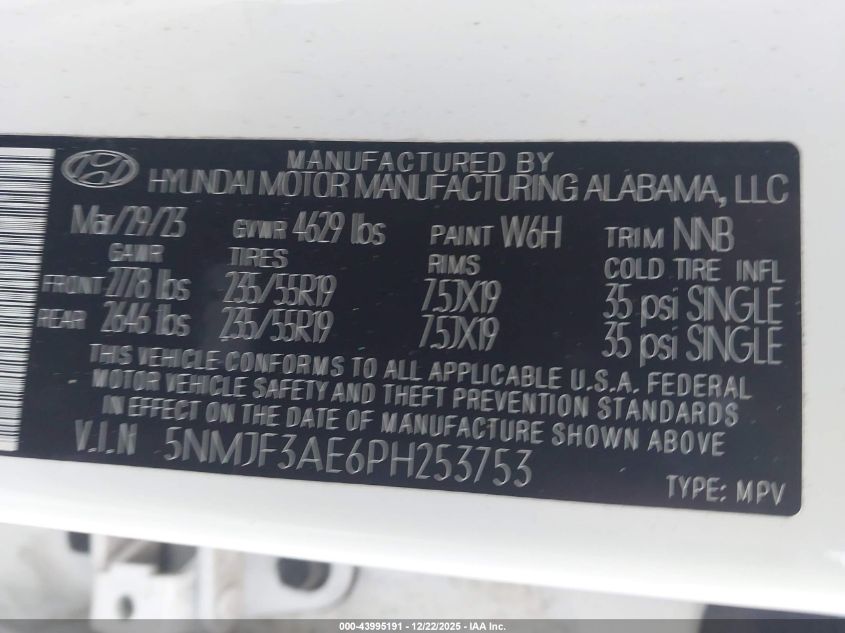 MANUFACTURED BY
HYUNDAI MOTOR MANUFACTURING ALABAMA, LLC
Mar/29/23 GVWR 4629 lbs PAINT W6H TRIM NNB
GAWR TIRES RIMS COLD TIRE INFL
FRONT 2778 lbs 235/55R19 7.5JX19 35 psi SINGLE
REAR 2646 lbs 235/55R19 7.5JX19 35 psi SINGLE
THIS VEHICLE CONFORMS TO ALL APPLICABLE U.S.A. FEDERAL
MOTOR VEHICLE SAFETY AND THEFT PREVENTION STANDARDS
IN EFFECT ON THE DATE OF MANUFACTURE SHOWN ABOVE
V.I.N 5NMJF3AE6PH253753
TYPE: MPV
000-43995191 - 12/22/2025 - IAA Inc.